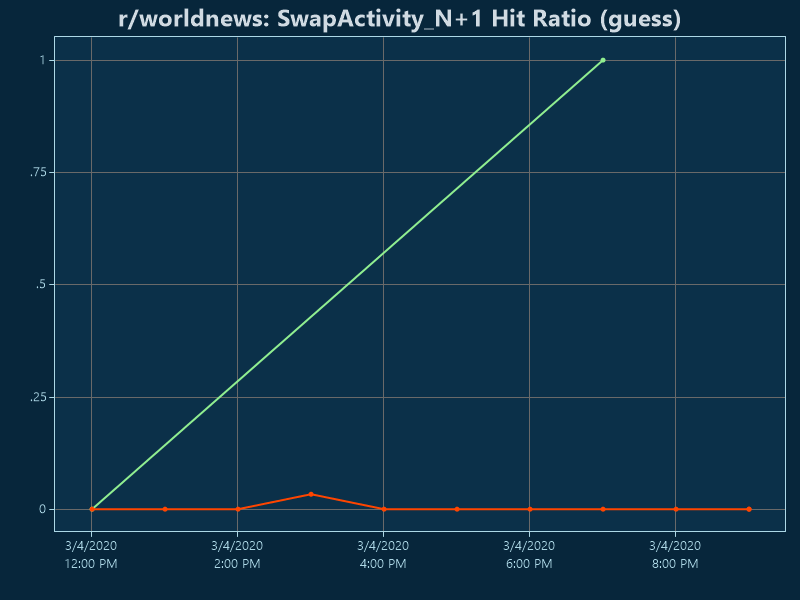 r/worldnews: SwapActivity_N+1 Hit Ratio (guess)
1
.75
.5
.25
0
3/4/2020 3/4/2020 3/4/2020 3/4/2020 3/4/2020
12:00 PM 2:00 PM 4:00 PM 6:00 PM 8:00 PM